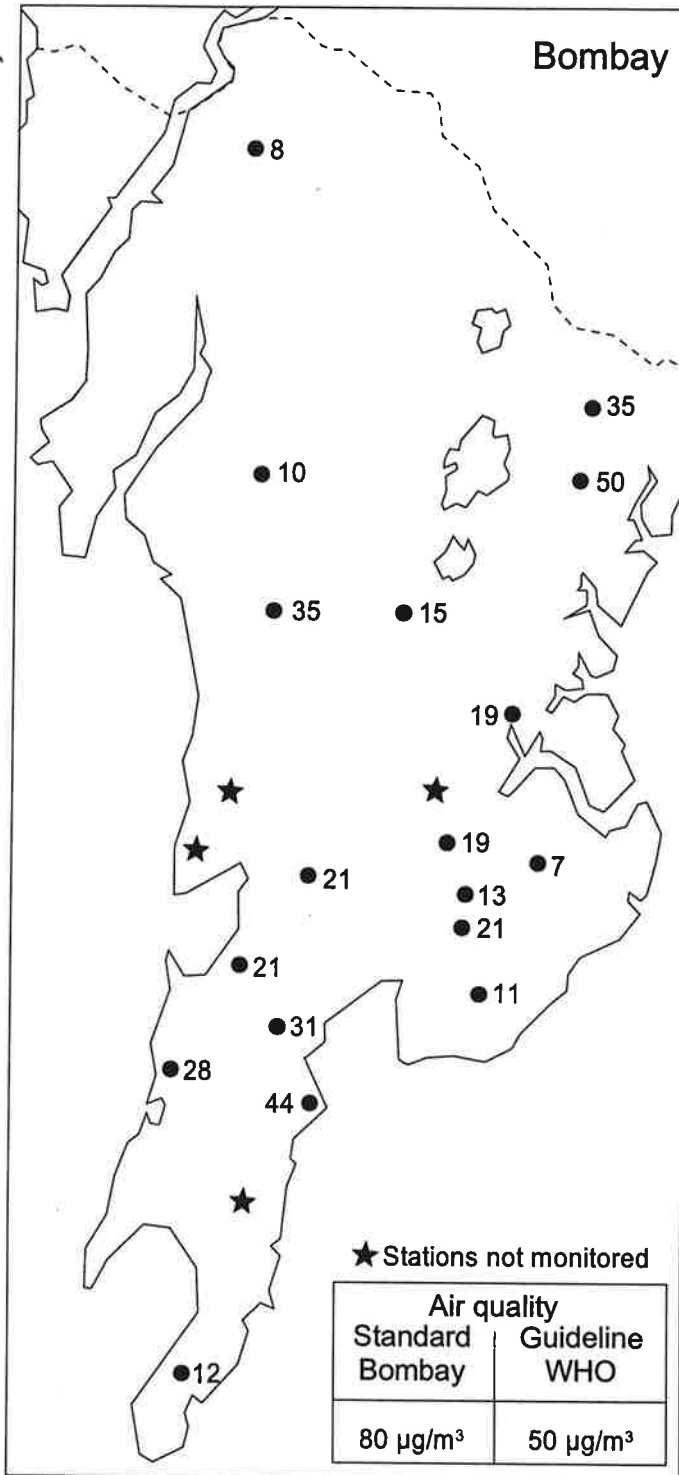 Bombay
8
35
10
50
35
15
19
19
7
21
13
21
21
11
31
28
44
★ Stations not monitored
12
Air quality
Standard Bombay
Guideline WHO
80 µg/m³
50 µg/m³